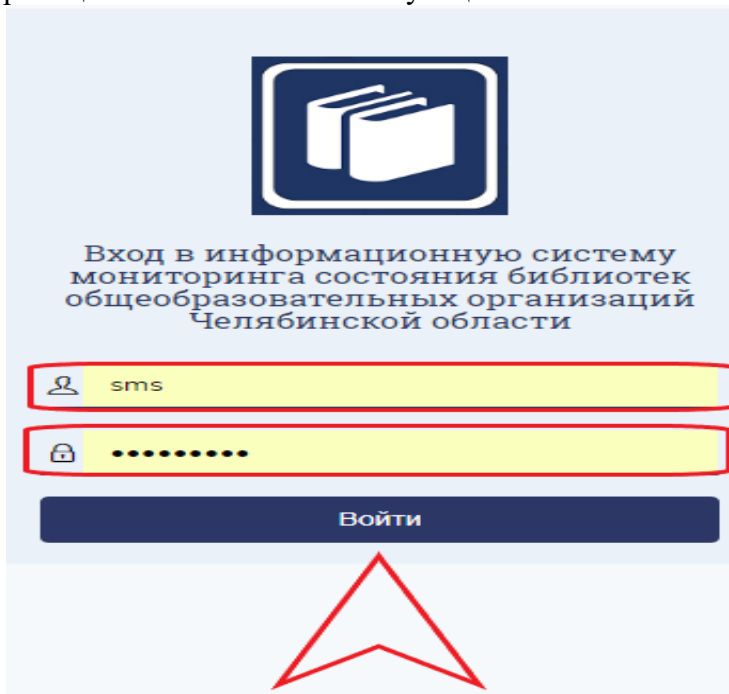 Вход в информационную систему
мониторинга состояния библиотек
общеобразовательных организаций
Челябинской области
sms
•••••••••
Войти